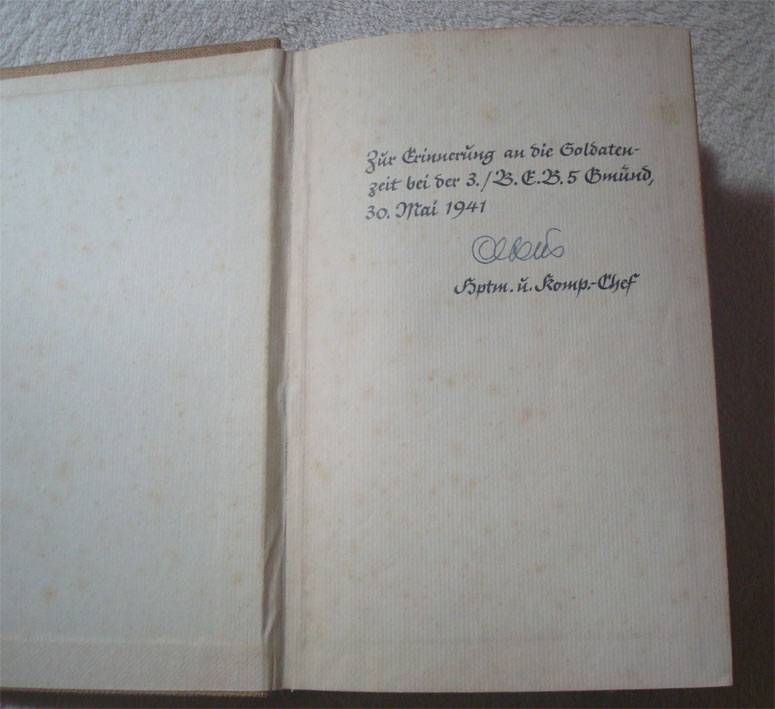 Zur Erinnerung an die Soldaten-
zeit bei der 3./B.E.B.5 Gmünd,
30. Mai 1941
Hptm. u. Komp.-Chef